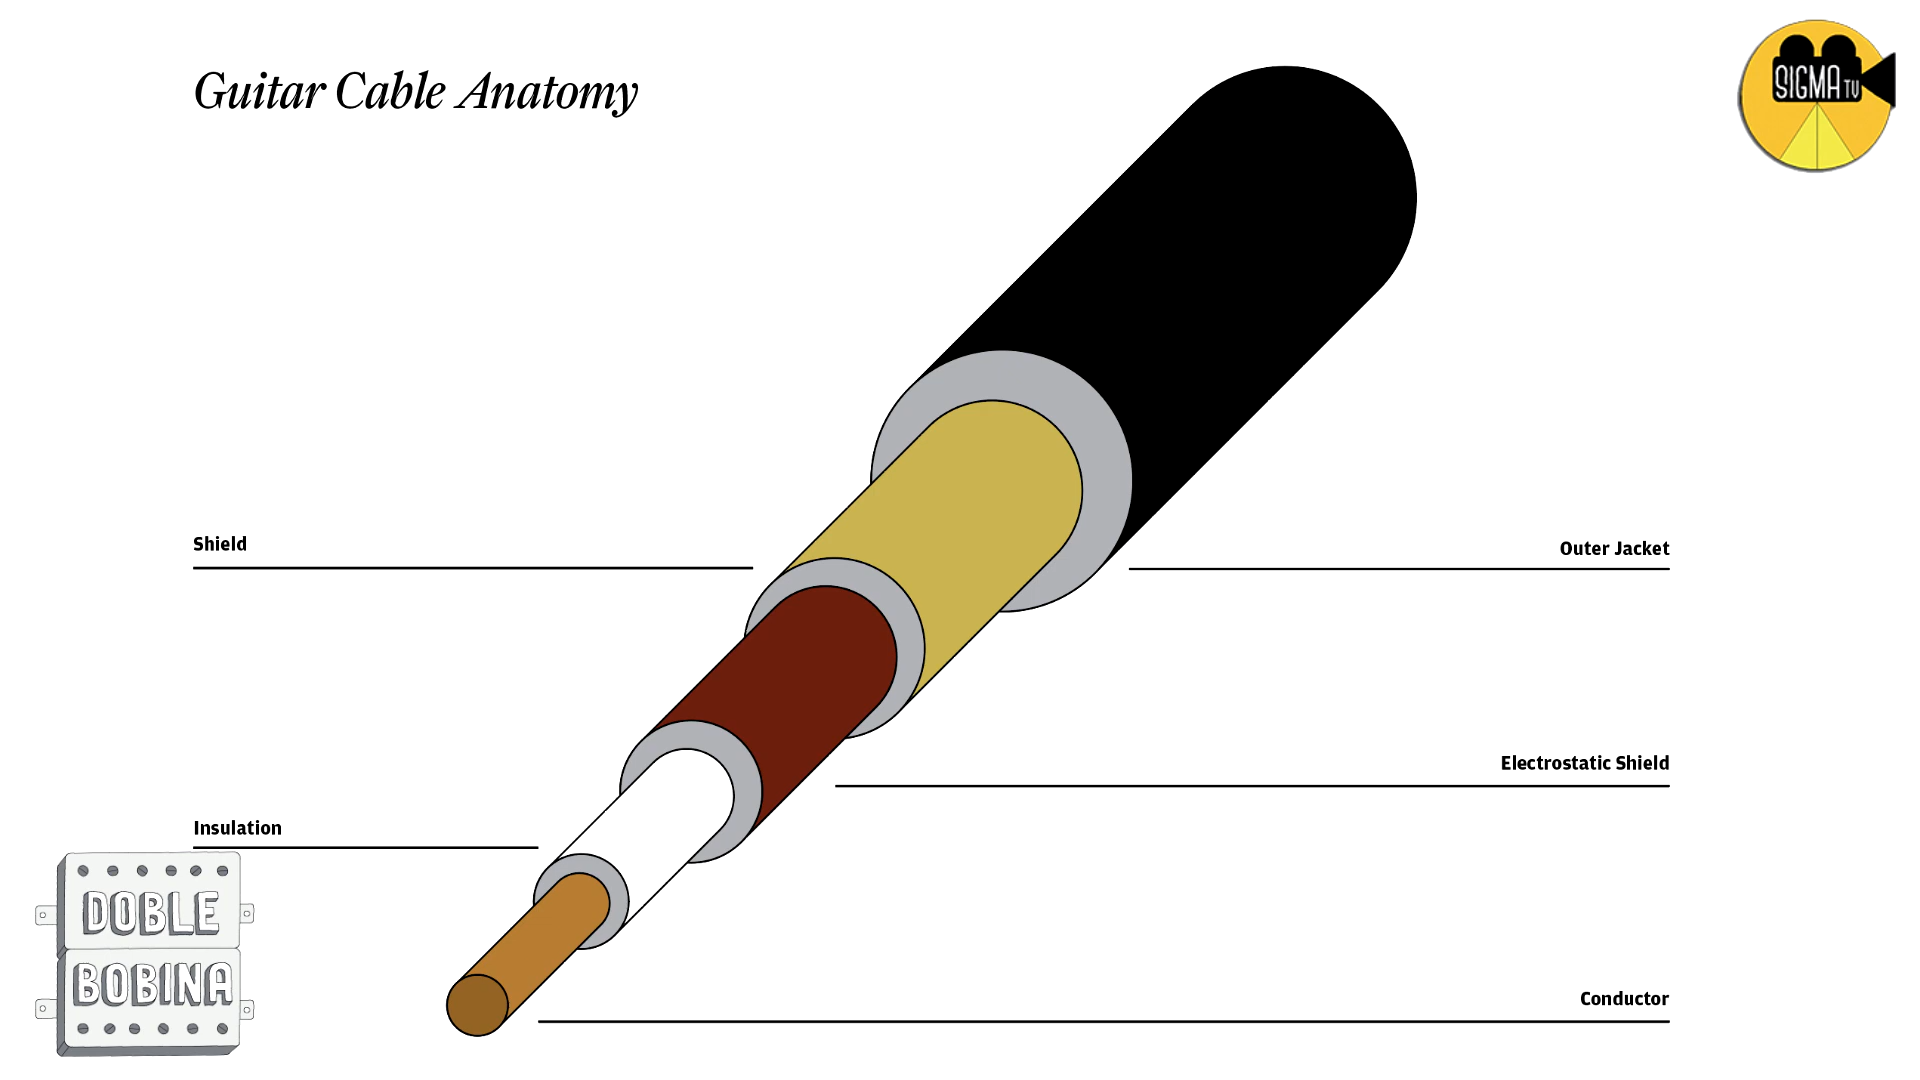 Guitar Cable Anatomy
SIGMA TV
Shield
Outer Jacket
Electrostatic Shield
Insulation
DOBLE
BOBINA
Conductor